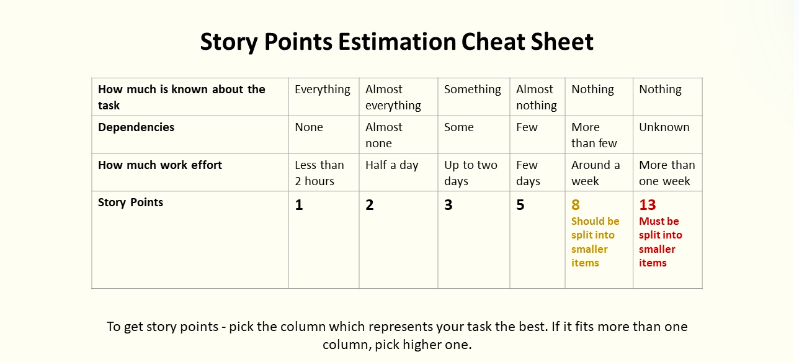 Story Points Estimation Cheat Sheet
How much is known about the task Everything Almost everything Something Almost nothing Nothing Nothing
Dependencies None Almost none Some Few More than few Unknown
How much work effort Less than 2 hours Half a day Up to two days Few days Around a week More than one week
Story Points 1 2 3 5 8 Should be split into smaller items 13 Must be split into smaller items
To get story points - pick the column which represents your task the best. If it fits more than one
column, pick higher one.